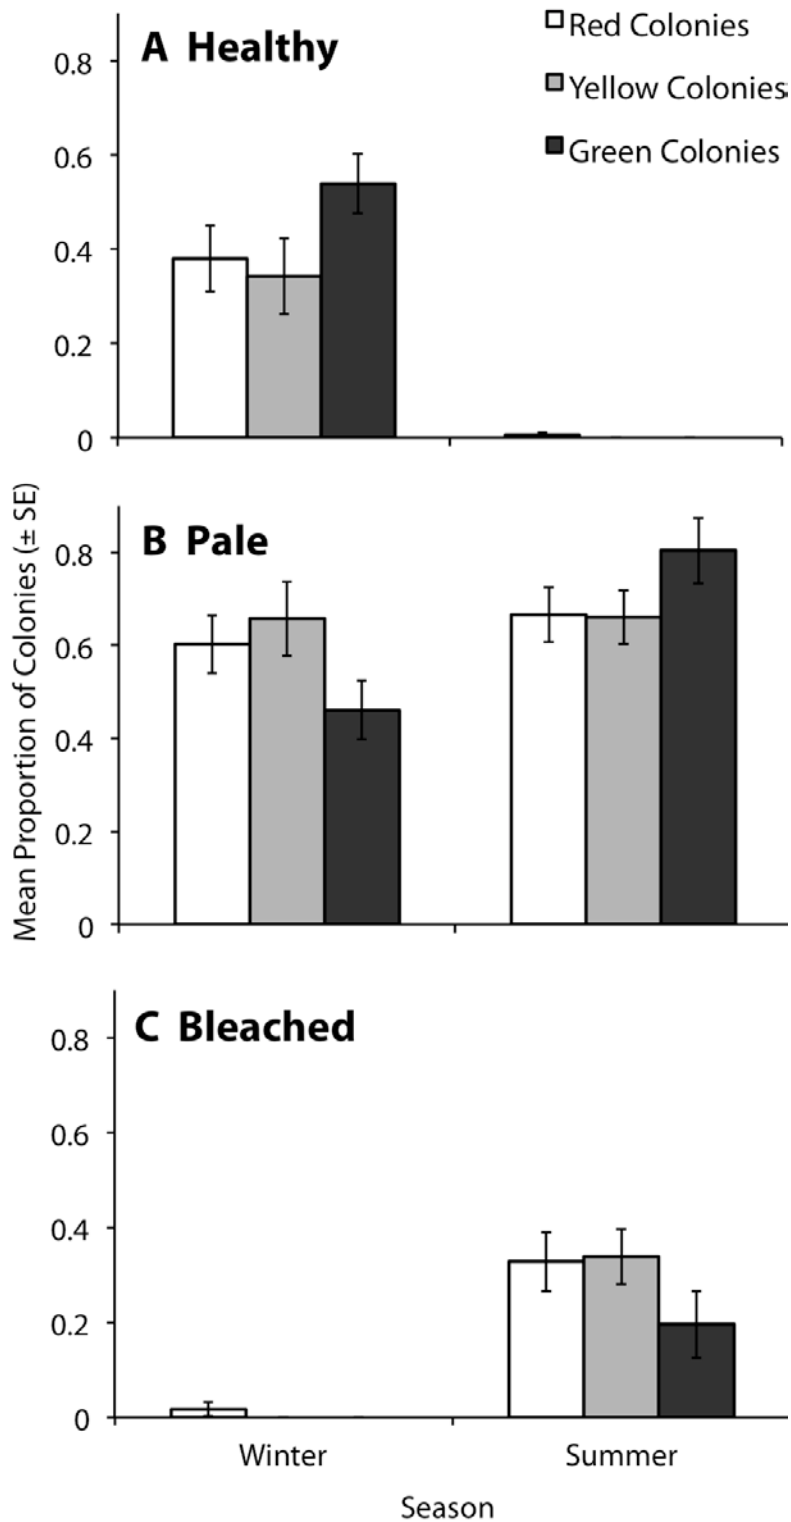 A Healthy
Red Colonies
Yellow Colonies
Green Colonies
0.8
0.6
0.4
0.2
0
Mean Proportion of Colonies (± SE)
B Pale
0.8
0.6
0.4
0.2
0
C Bleached
0.8
0.6
0.4
0.2
0
Winter Summer
Season